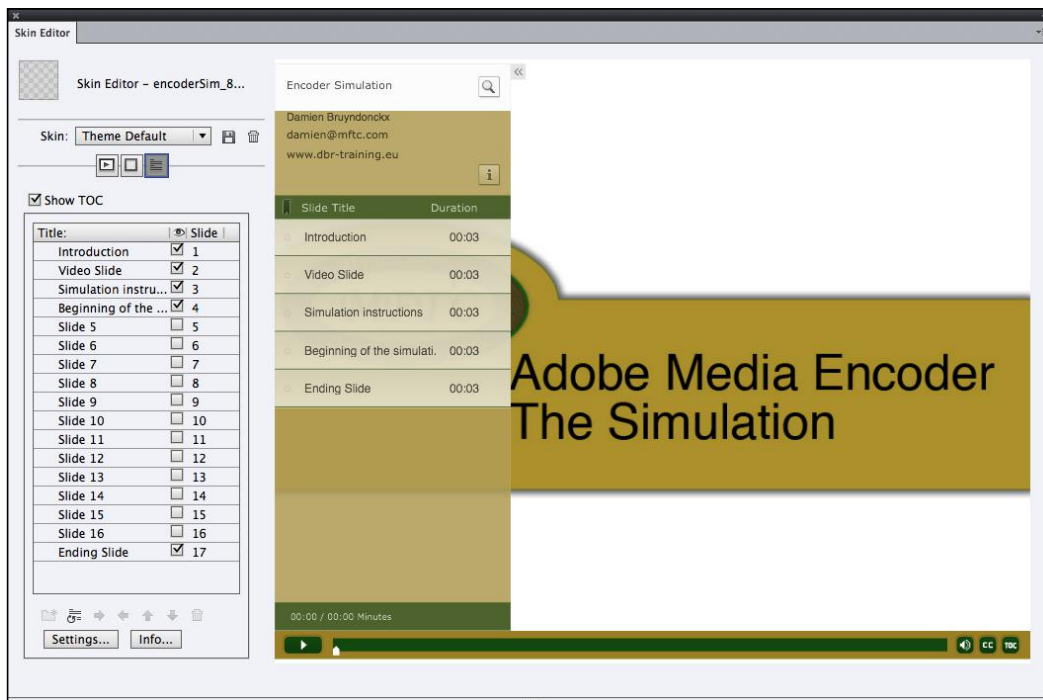 Skin Editor
Skin Editor – encoderSim_8...
Skin: Theme Default
Show TOC
Title: Slide
Introduction 1
Video Slide 2
Simulation instru... 3
Beginning of the ... 4
Slide 5 5
Slide 6 6
Slide 7 7
Slide 8 8
Slide 9 9
Slide 10 10
Slide 11 11
Slide 12 12
Slide 13 13
Slide 14 14
Slide 15 15
Slide 16 16
Ending Slide 17
Settings... Info...
Encoder Simulation
Damien Bruyndonckx
damien@mftc.com
www.dbr-training.eu
i
Slide Title Duration
Introduction 00:03
Video Slide 00:03
Simulation instructions 00:03
Beginning of the simulati. 00:03
Ending Slide 00:03
00:00 / 00:00 Minutes
Adobe Media Encoder
The Simulation
CC TOC